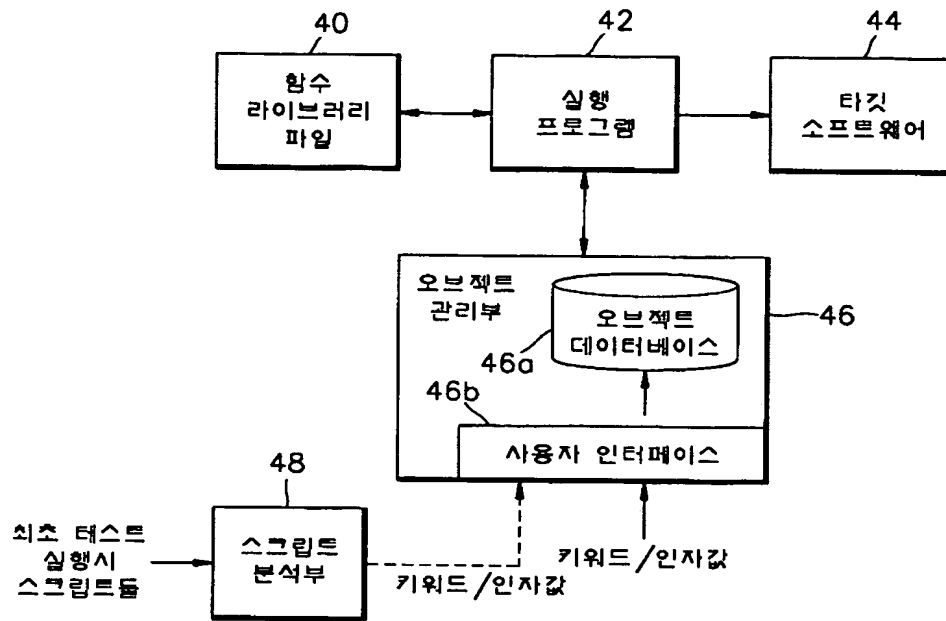 40
42
44
함수
라이브러리
파일
실행
프로그램
타깃
소프트웨어
오브젝트
관리부
오브젝트
데이터베이스
46
46a
46b
사용자 인터페이스
48
최초 테스트
실행시
스크립트들
스크립트
분석부
키워드/인자값
키워드/인자값